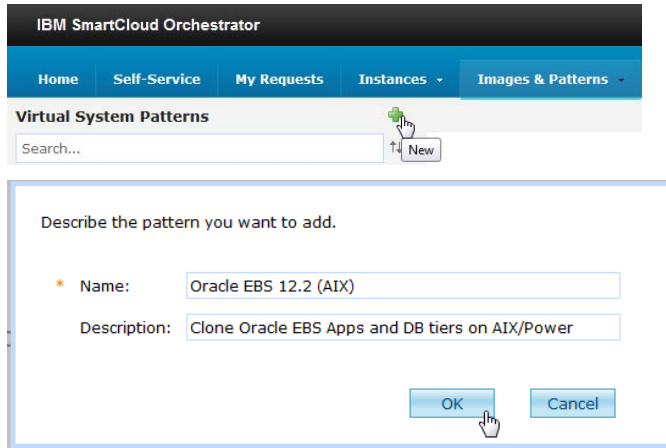 IBM SmartCloud Orchestrator
Home Self-Service My Requests Instances Images & Patterns
Virtual System Patterns
Search...
New
Describe the pattern you want to add.
* Name: Oracle EBS 12.2 (AIX)
Description: Clone Oracle EBS Apps and DB tiers on AIX/Power
OK Cancel